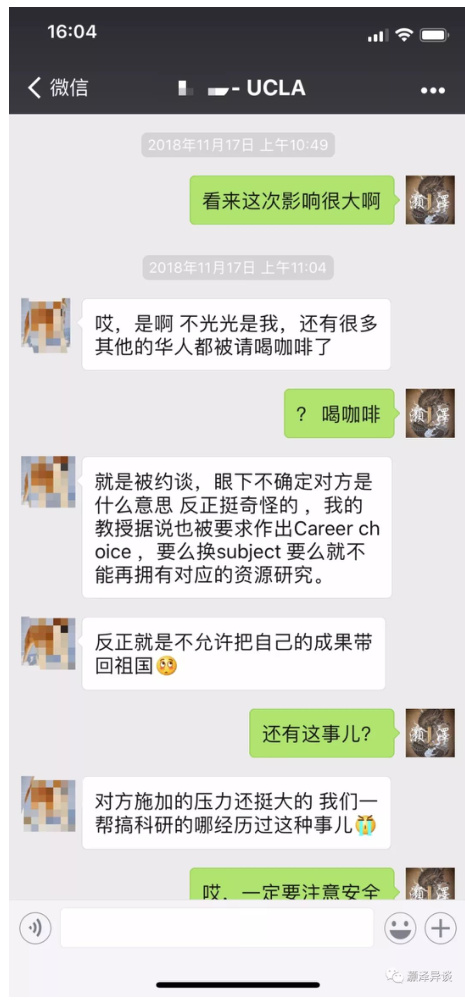 16:04
微信
- UCLA
2018年11月17日 上午10:49
看来这次影响很大啊
2018年11月17日 上午11:04
哎，是啊 不光光是我，还有很多
其他的华人都被请喝咖啡了
？ 喝咖啡
就是被约谈，眼下不确定对方是
什么意思 反正挺奇怪的 ，我的
教授据说也被要求作出Career ch
oice ，要么换subject 要么就不
能再拥有对应的资源研究。
反正就是不允许把自己的成果带
回祖国
还有这事儿？
对方施加的压力还挺大的 我们一
帮搞科研的哪经历过这种事儿
哎，一定要注意安全
灏泽异谈